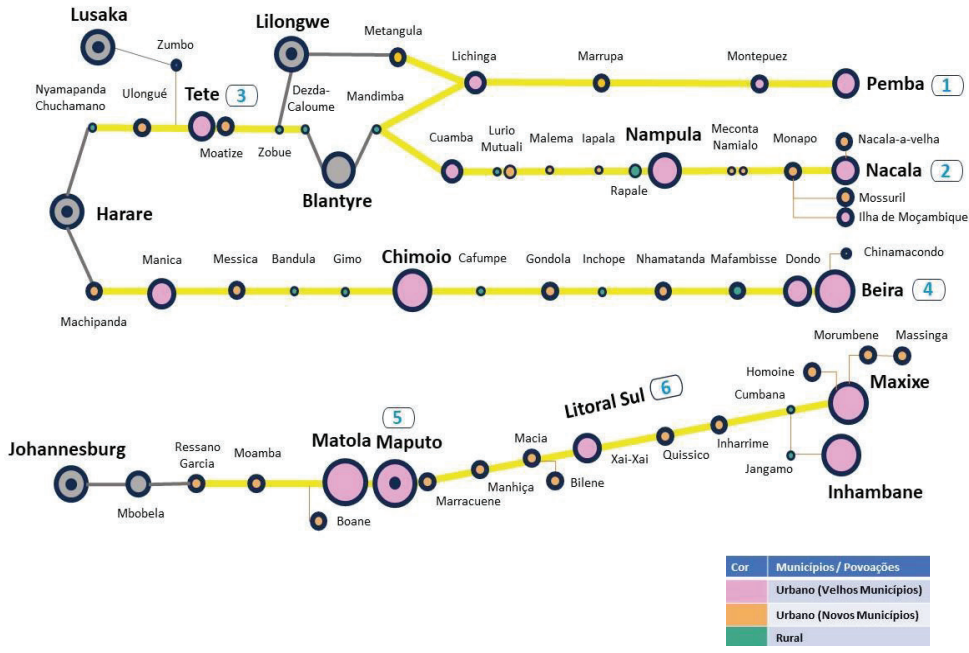 Lusaka
Zumbo
Lilongwe
Metangula
Lichinga
Marrupa
Montepuez
Pemba 1
Nyamapanda
Chuchamano
Ulongué
Tete 3
Dezda-
Caloume
Mandimba
Moatize
Zobue
Blantyre
Cuamba
Lurio
Mutuali
Malema
Iapala
Nampula
Rapale
Meconta
Namialo
Monapo
Nacala-a-velha
Nacala 2
Mossuril
Ilha de Moçambique
Harare
Machipanda
Manica
Messica
Bandula
Gimo
Chimoio
Cafumpe
Gondola
Inchope
Nhamatanda
Mafambisse
Dondo
Chinamacondo
Beira 4
Morumbene
Massinga
Homoine
Maxixe
Litoral Sul 6
Cumbana
Johannesburg
Mbobela
Ressano
Garcia
Moamba
5
Matola
Maputo
Boane
Marracuene
Manhiça
Macia
Bilene
Xai-Xai
Quissico
Inharrime
Jangamo
Inhambane
Cor Municípios / Povoações
Urbano (Velhos Municípios)
Urbano (Novos Municípios)
Rural